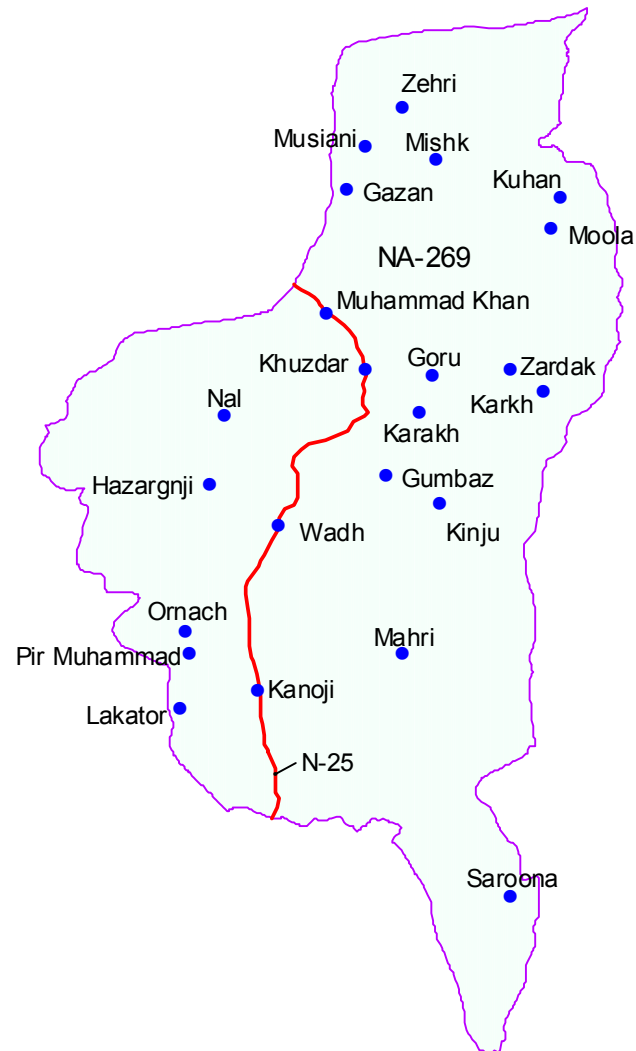 Zehri
Musiani
Mishk
Kuhan
Gazan
Moola
NA-269
Muhammad Khan
Khuzdar
Goru
Zardak
Nal
Karkh
Karakh
Hazargnji
Gumbaz
Kinju
Wadh
Ornach
Mahri
Pir Muhammad
Kanoji
Lakator
N-25
Saroona